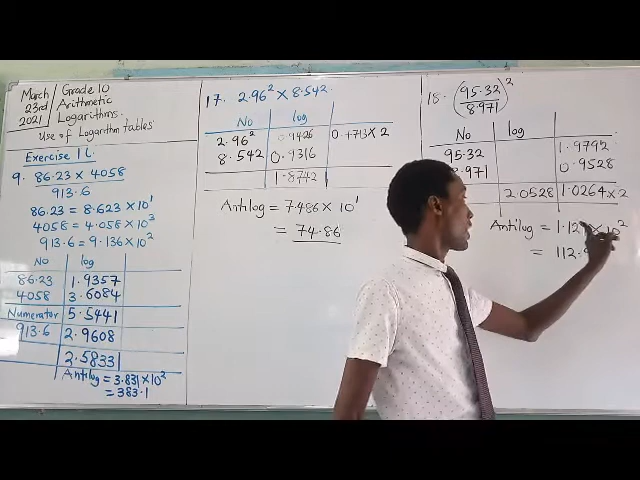 March
23rd
2021
Grade 10
Arithmetic
Logarithms.
Use of Logarithm tables
Exercise 1L
9. 86.23 × 4058
913.6
86.23 = 8.623 × 10¹
4058 = 4.058 × 10³
913.6 = 9.136 × 10²
No log
86.23 1.9357
4058 3.6084
Numerator 5.5441
913.6 2.9608
2.5833
Antilog = 3.831 × 10²
= 383.1
17. 2.96² × 8.542
No log
2.96² 0.9426 0.4713 × 2
8.542 0.9316
1.8742
Antilog = 7.486 × 10¹
= 74.86
18. (95.32
8.971)²
No log
95.32 1.9792
8.971 0.9528
2.0528 1.0264 × 2
Antilog = × 10²
= 112.